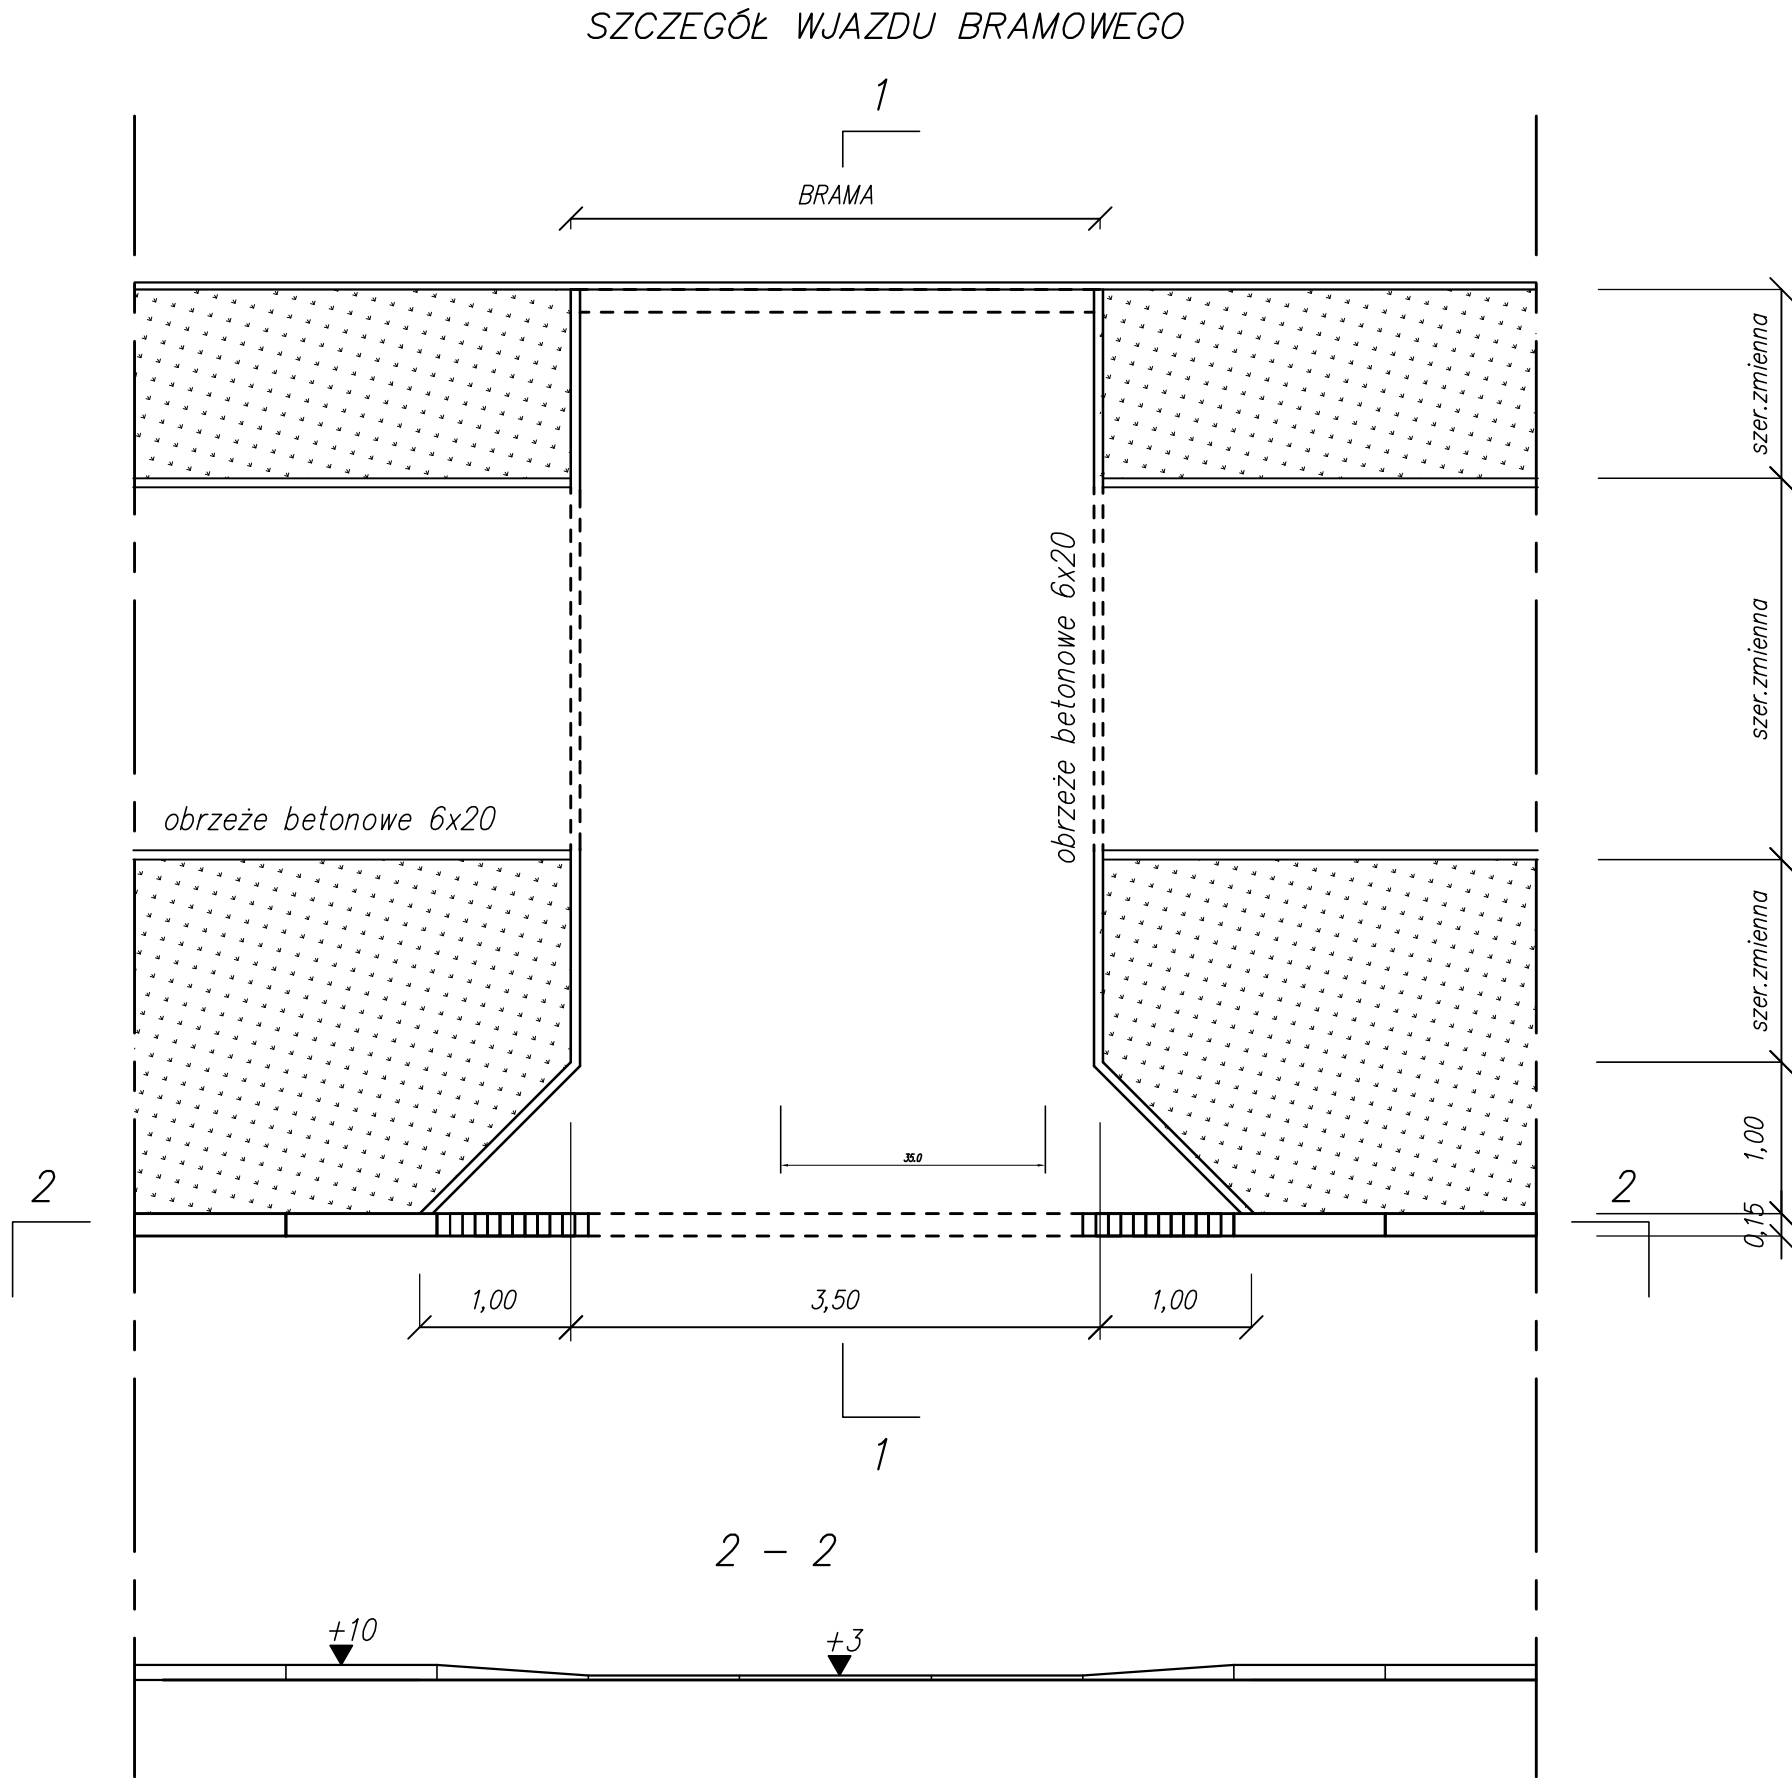 SZCZEGÓŁ WJAZDU BRAMOWEGO
1
BRAMA
szer.zmienna
szer.zmienna
obrzeże betonowe 6x20
obrzeże betonowe 6x20
szer.zmienna
1,00
35.0
2
2
0,15
1,00
3,50
1,00
1
2 - 2
+10
+3